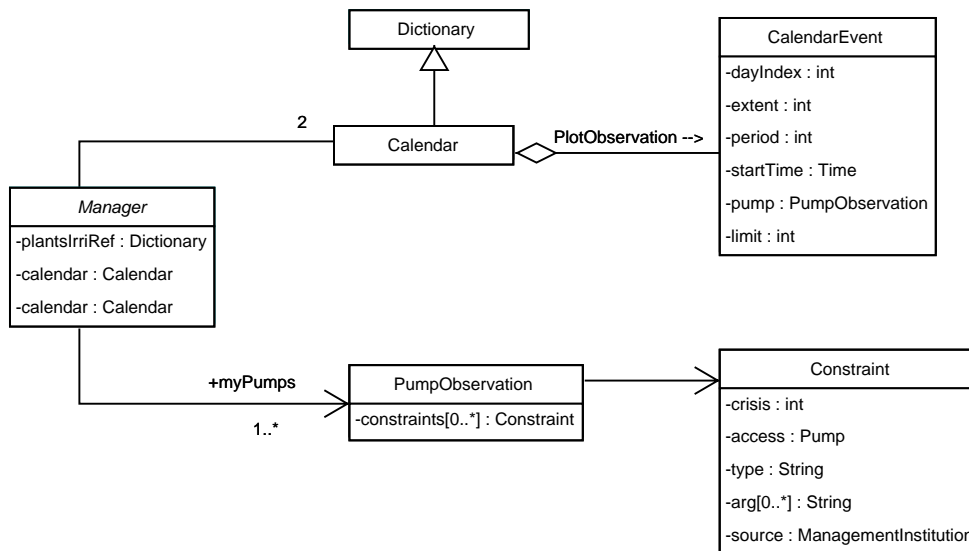 Dictionary
CalendarEvent
-dayIndex : int
-extent : int
-period : int
-startTime : Time
-pump : PumpObservation
-limit : int
2
Calendar
PlotObservation -->
Manager
-plantsIrriRef : Dictionary
-calendar : Calendar
-calendar : Calendar
+myPumps
1..*
PumpObservation
-constraints[0..*] : Constraint
Constraint
-crisis : int
-access : Pump
-type : String
-arg[0..*] : String
-source : ManagementInstitution